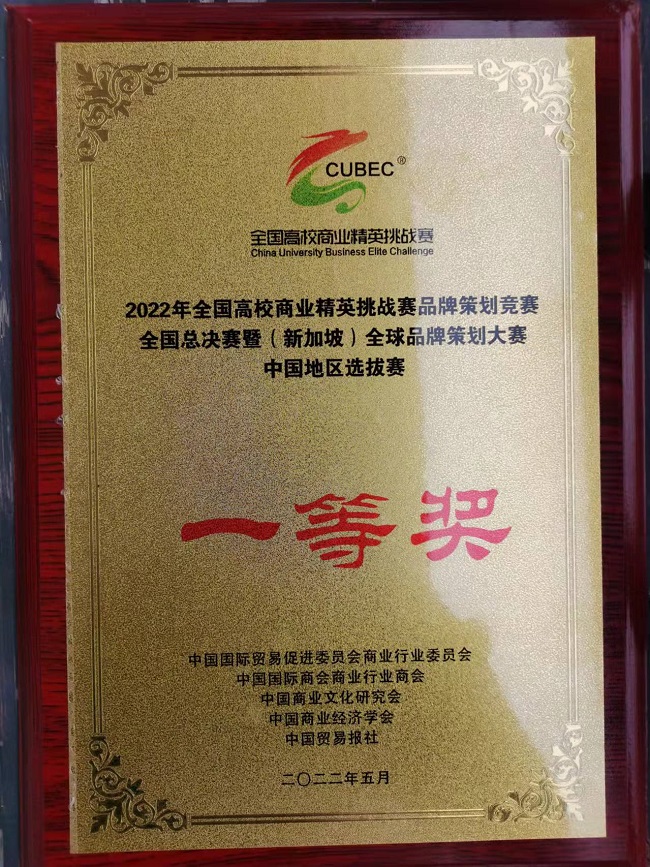 CUBEC®
全国高校商业精英挑战赛
China University Business Elite Challenge
2022年全国高校商业精英挑战赛品牌策划竞赛
全国总决赛暨（新加坡）全球品牌策划大赛
中国地区选拔赛
一等奖
中国国际贸易促进委员会商业行业委员会
中国国际商会商业行业商会
中国商业文化研究会
中国商业经济学会
中国贸易报社
二〇二二年五月